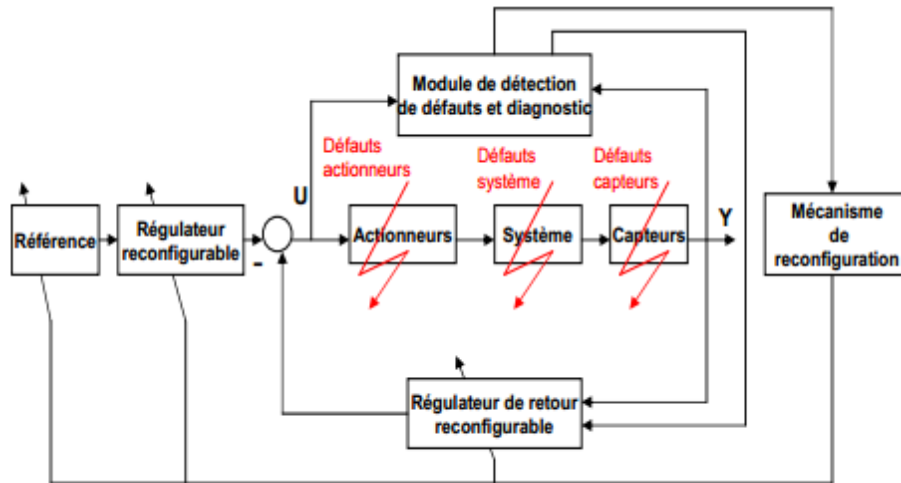 Module de détection
de défauts et diagnostic
Défauts
actionneurs
Défauts
système
Défauts
capteurs
U
Y
Référence
Régulateur
reconfigurable
-
Actionneurs
Système
Capteurs
Mécanisme
de
reconfiguration
Régulateur de retour
reconfigurable